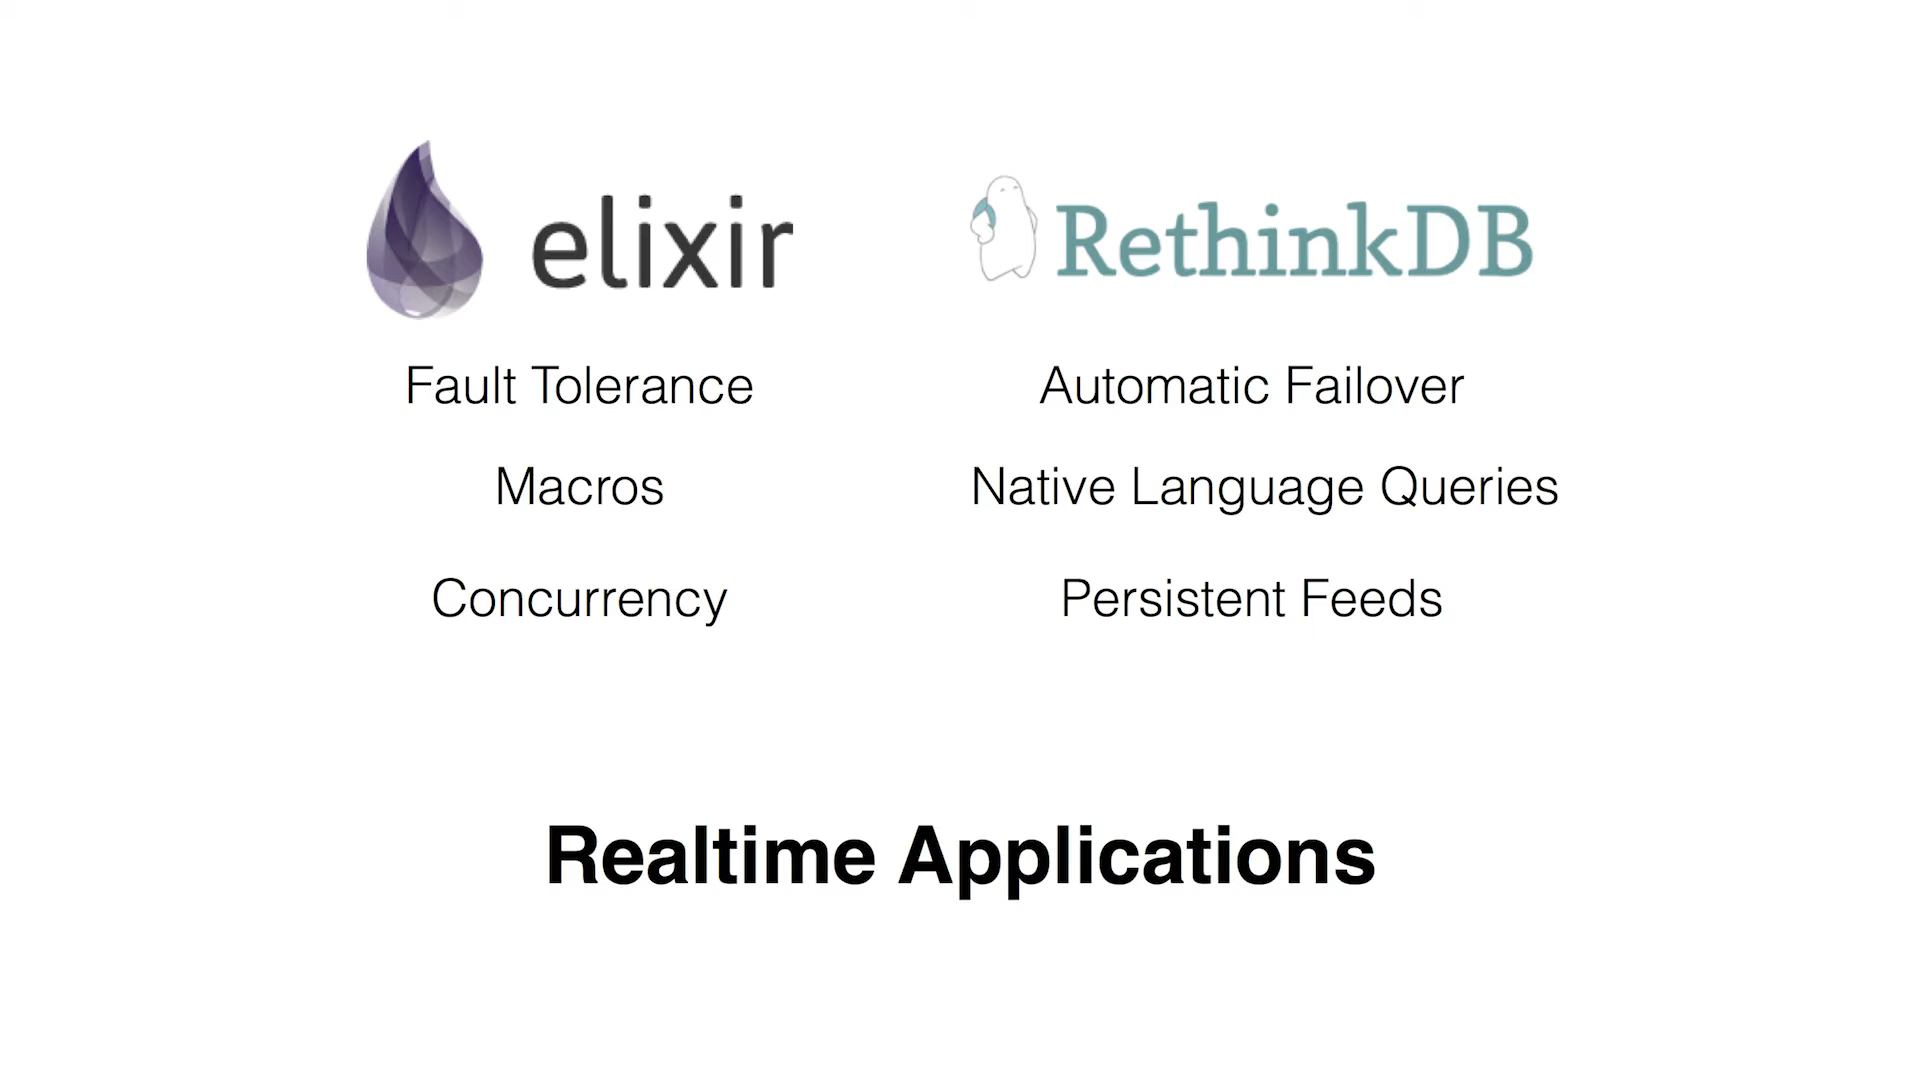 elixir
RethinkDB
Fault Tolerance
Automatic Failover
Macros
Native Language Queries
Concurrency
Persistent Feeds
Realtime Applications